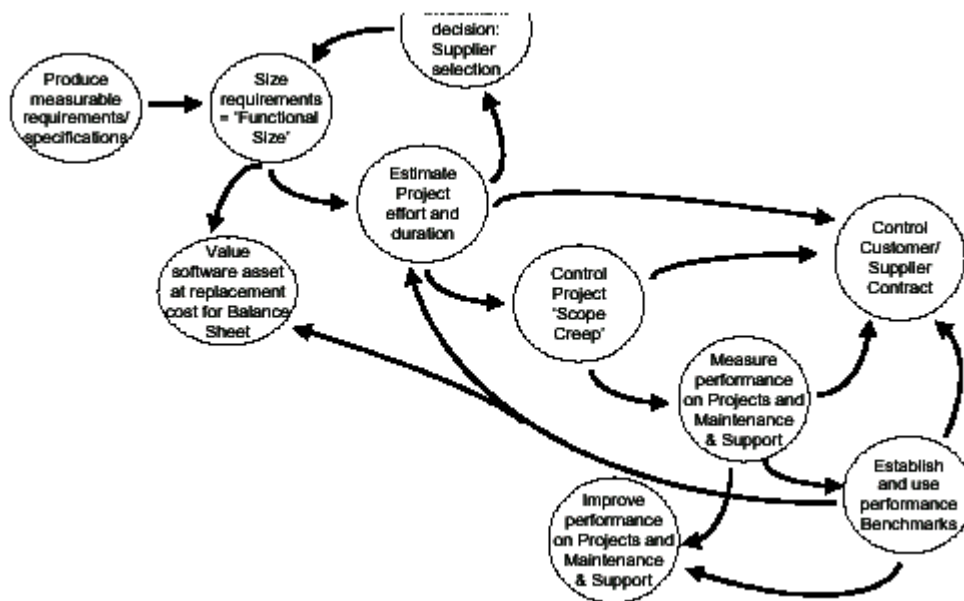 decision:
Supplier
selection
Produce
measurable
requirements/
specifications
Size
requirements
= "Functional
Size"
Estimate
Project
effort and
duration
Value
software asset
at replacement
cost for Balance
Sheet
Control
Project
"Scope
Creep"
Control
Customer/
Supplier
Contract
Measure
performance
on Projects and
Maintenance
& Support
Establish
and use
performance
Benchmarks
Improve
performance
on Projects and
Maintenance
& Support